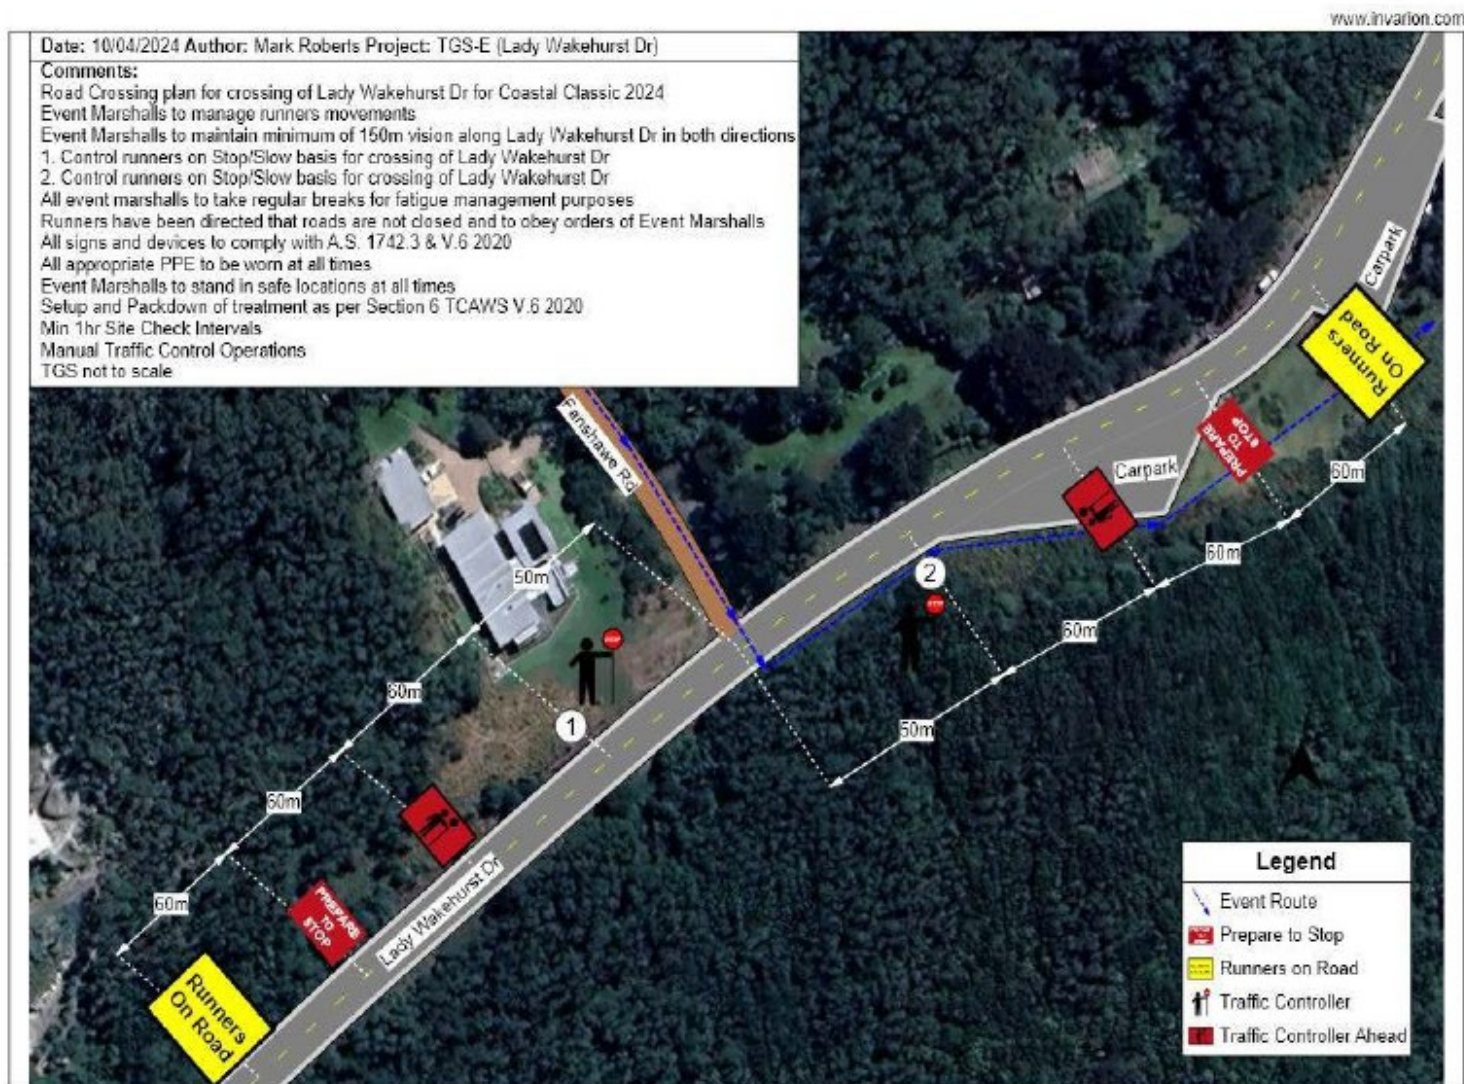 www.invarion.com
Date: 10/04/2024 Author: Mark Roberts Project: TGS-E (Lady Wakehurst Dr)
Comments:
Road Crossing plan for crossing of Lady Wakehurst Dr for Coastal Classic 2024
Event Marshalls to manage runners movements
Event Marshalls to maintain minimum of 150m vision along Lady Wakehurst Dr in both directions
1. Control runners on Stop/Slow basis for crossing of Lady Wakehurst Dr
2. Control runners on Stop/Slow basis for crossing of Lady Wakehurst Dr
All event marshalls to take regular breaks for fatigue management purposes
Runners have been directed that roads are not closed and to obey orders of Event Marshalls
All signs and devices to comply with A.S. 1742.3 & V.6 2020
All appropriate PPE to be worn at all times
Event Marshalls to stand in safe locations at all times
Setup and Packdown of treatment as per Section 6 TCAWS V.6 2020
Min 1hr Site Check Intervals
Manual Traffic Control Operations
TGS not to scale
Carpark
Runners
On Road
Fanshawe Rd
PREPARE
TO
STOP
Carpark
60m
60m
60m
50m
2
STOP
50m
STOP
1
60m
60m
60m
PREPARE
TO
STOP
Lady Wakehurst Dr
Runners
On Road
Legend
Event Route
Prepare to Stop
Runners on Road
Traffic Controller
Traffic Controller Ahead